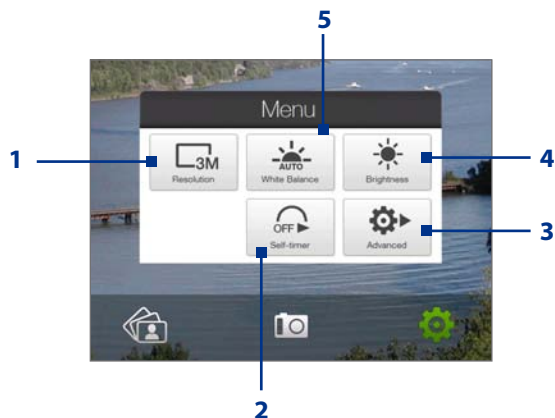 5
Menu
1
3M
Resolution
AUTO
White Balance
Brightness
4
OFF
Self-timer
Advanced
3
2